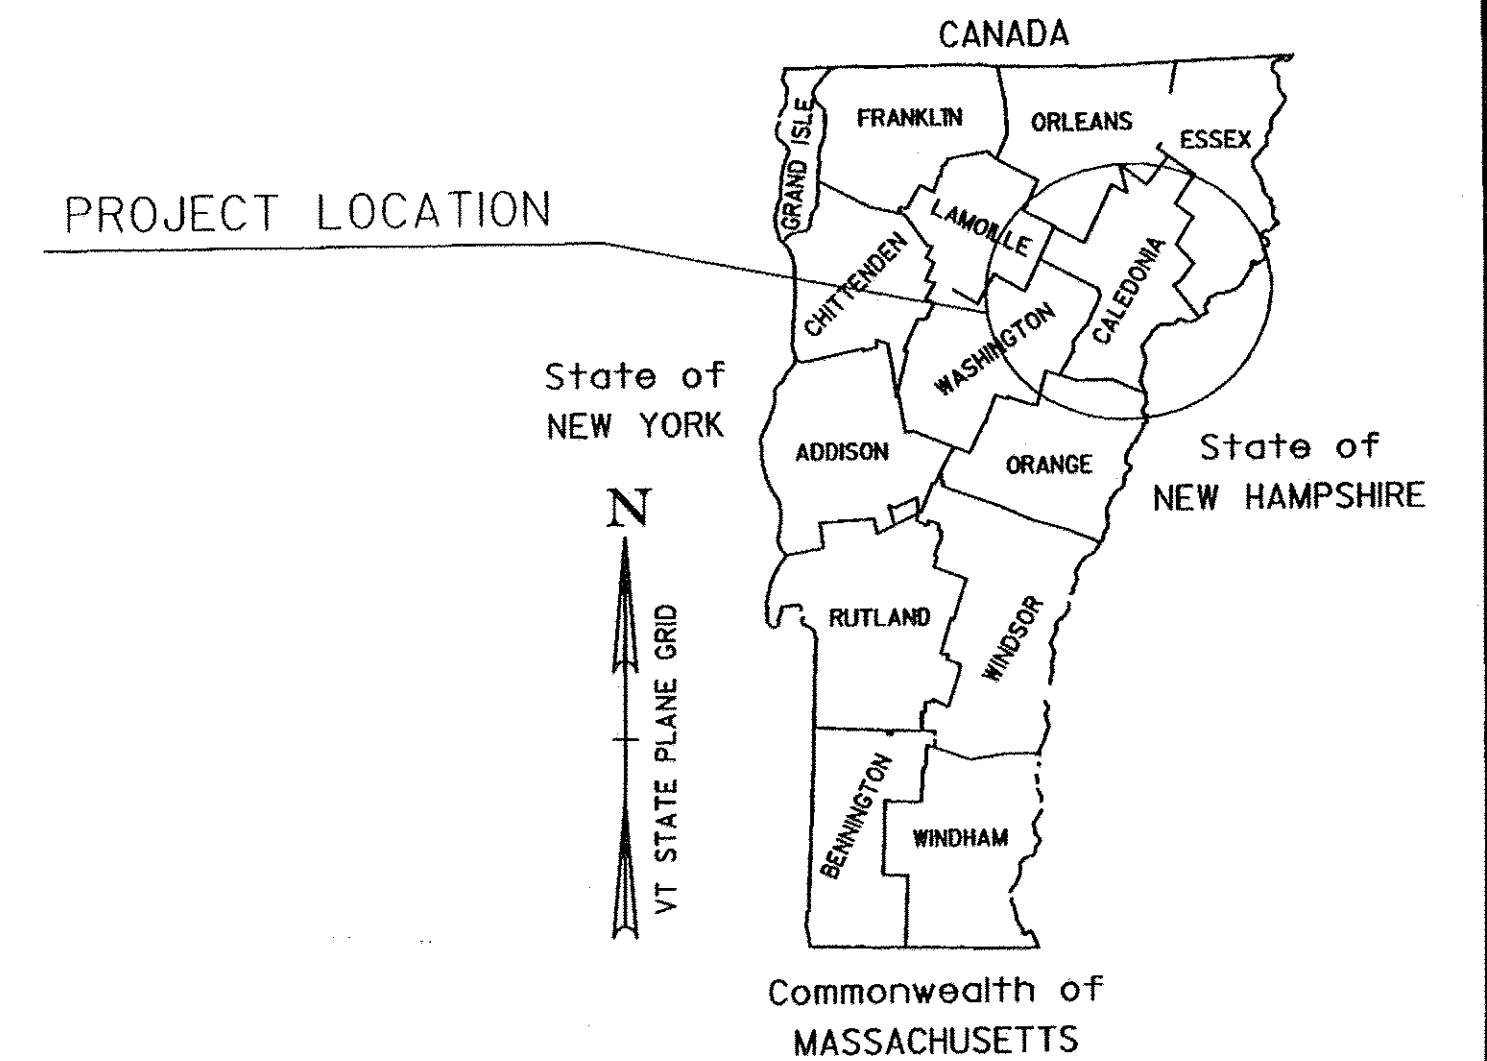 CANADA
FRANKLIN
ORLEANS
ESSEX
GRAND ISLE
PROJECT LOCATION
LAMOILLE
CHITTENDEN
CALEDONIA
WASHINGTON
State of
NEW YORK
ADDISON
ORANGE
State of
NEW HAMPSHIRE
N
VT STATE PLANE GRID
RUTLAND
WINDSOR
BENNINGTON
WINDHAM
Commonwealth of
MASSACHUSETTS